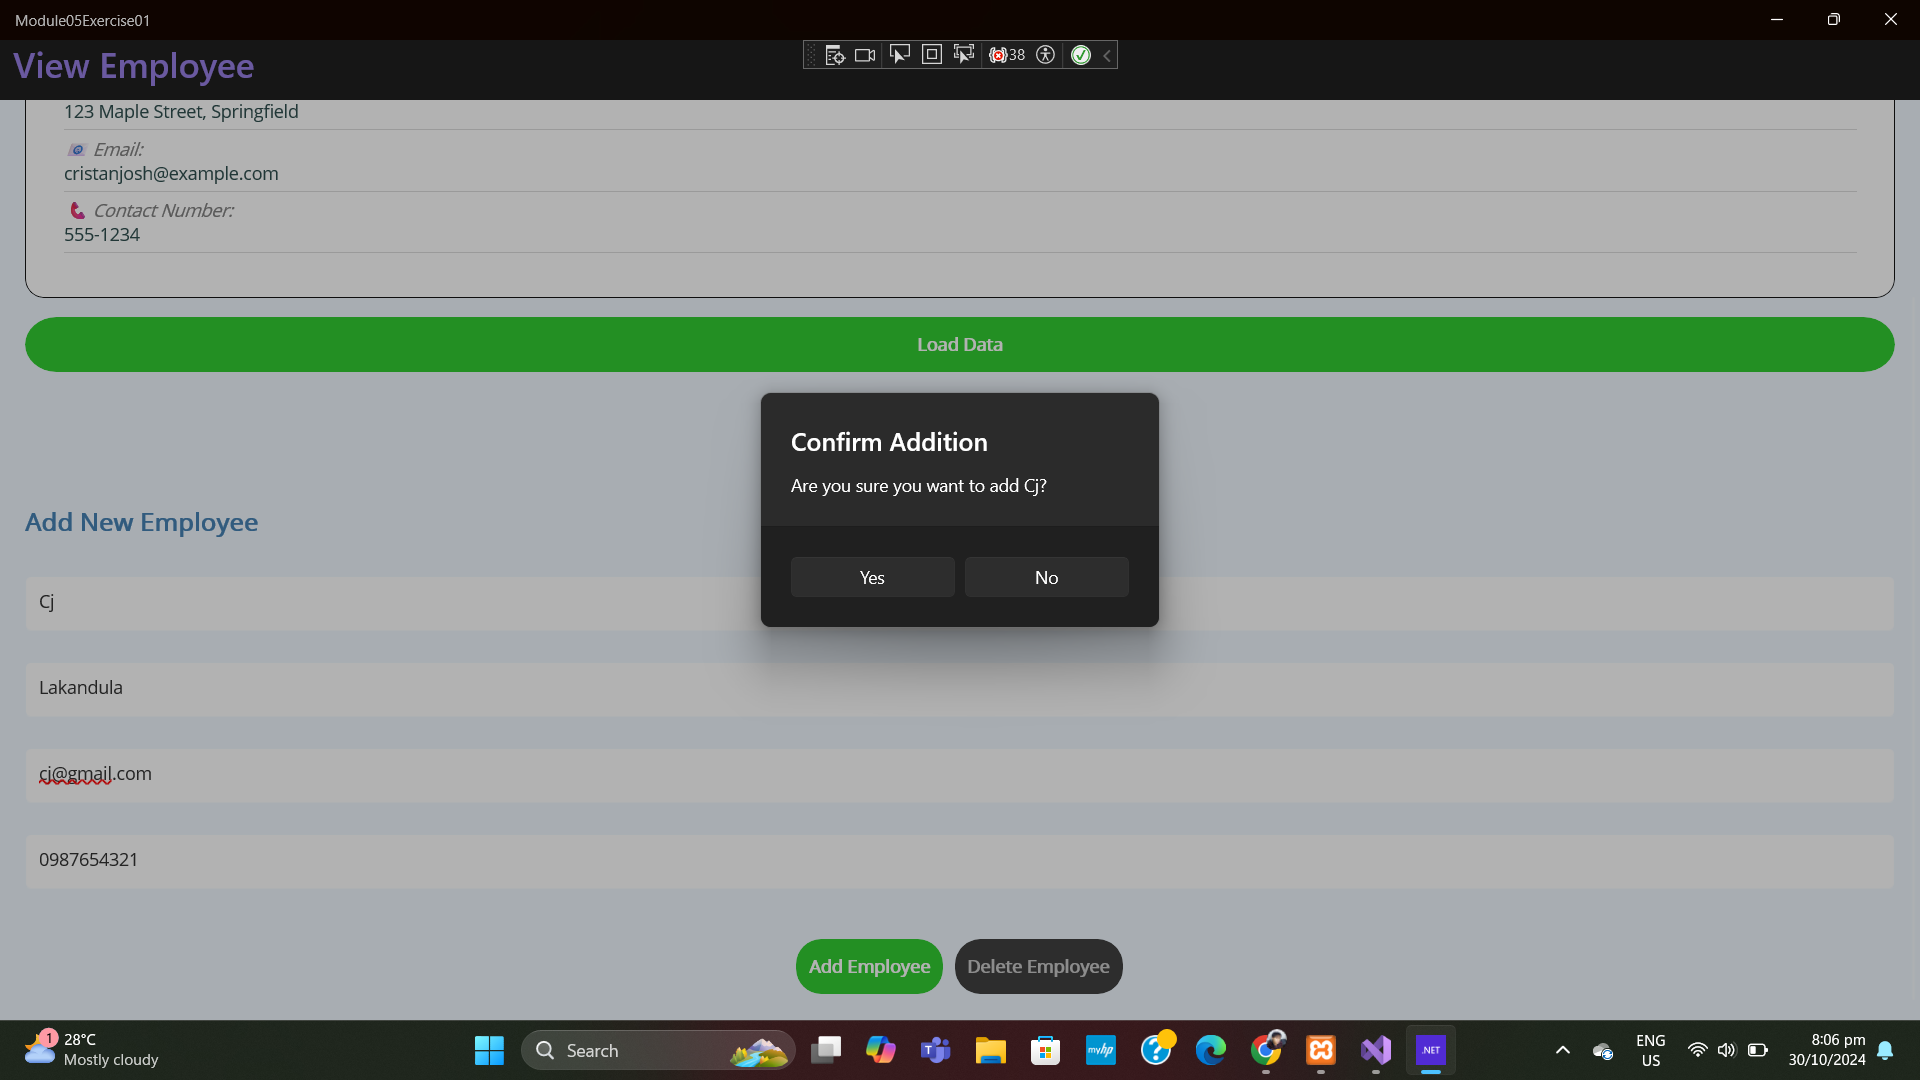 Module05Exercise01
View Employee
38
123 Maple Street, Springfield
Email:
cristanjosh@example.com
Contact Number:
555-1234
Load Data
Confirm Addition
Are you sure you want to add Cj?
Yes
No
Add New Employee
Cj
Lakandula
cj@gmail.com
0987654321
Add Employee
Delete Employee
1
28°C
Mostly cloudy
Search
T
myhp
?
.NET
ENG
US
8:06 pm
30/10/2024